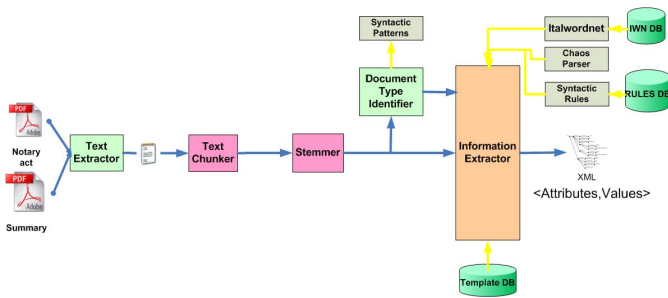 Syntactic
Patterns
Italwordnet
IWN DB
Chaos
Parser
Syntactic
Rules
RULES DB
Document
Type
Identifier
PDF
Adobe
Notary
act
Text
Extractor
Text
Chunker
Stemmer
Information
Extractor
XML
<Attributes,Values>
PDF
Adobe
Summary
Template DB